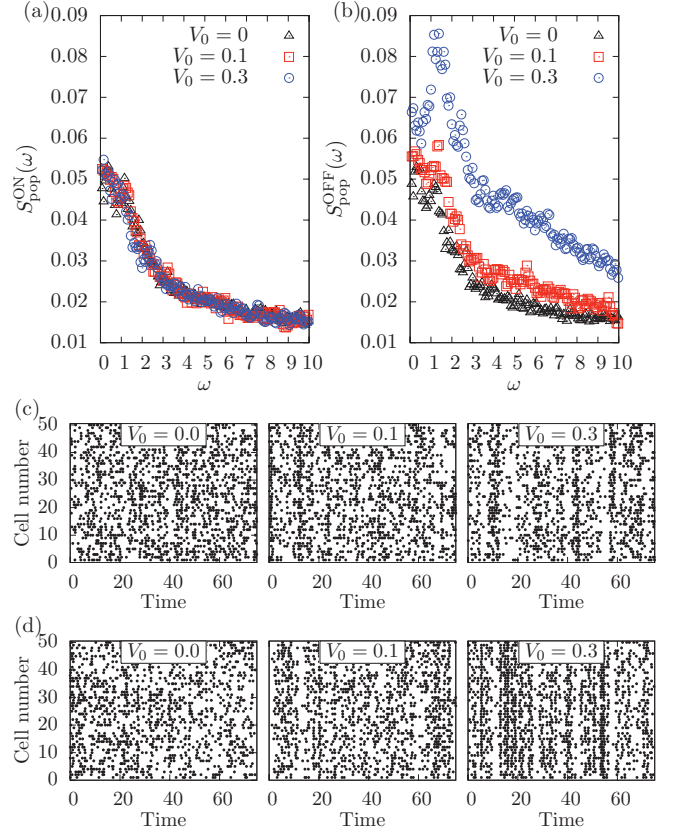 (a)
V₀ = 0
V₀ = 0.1
V₀ = 0.3
0.09
0.08
0.07
0.06
0.05
0.04
0.03
0.02
0.01
S_pop^ON(ω)
0 1 2 3 4 5 6 7 8 9 10
ω
(b)
V₀ = 0
V₀ = 0.1
V₀ = 0.3
0.09
0.08
0.07
0.06
0.05
0.04
0.03
0.02
0.01
S_pop^OFF(ω)
0 1 2 3 4 5 6 7 8 9 10
ω
(c)
V₀ = 0.0
V₀ = 0.1
V₀ = 0.3
50
40
30
20
10
0
Cell number
0 20 40 60
0 20 40 60
0 20 40 60
Time
Time
Time
(d)
V₀ = 0.0
V₀ = 0.1
V₀ = 0.3
50
40
30
20
10
0
Cell number
0 20 40 60
0 20 40 60
0 20 40 60
Time
Time
Time